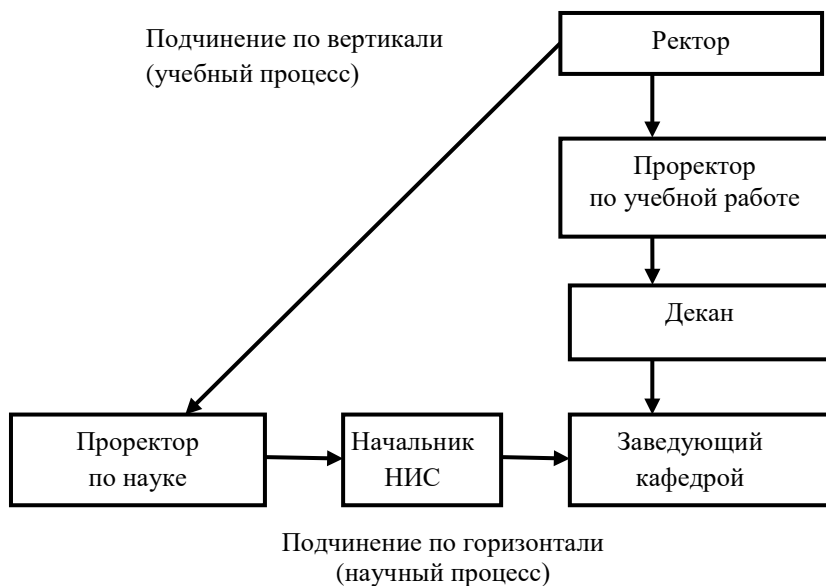 Подчинение по вертикали
(учебный процесс)
Ректор
Проректор
по учебной работе
Декан
Проректор
по науке
Начальник
НИС
Заведующий
кафедрой
Подчинение по горизонтали
(научный процесс)